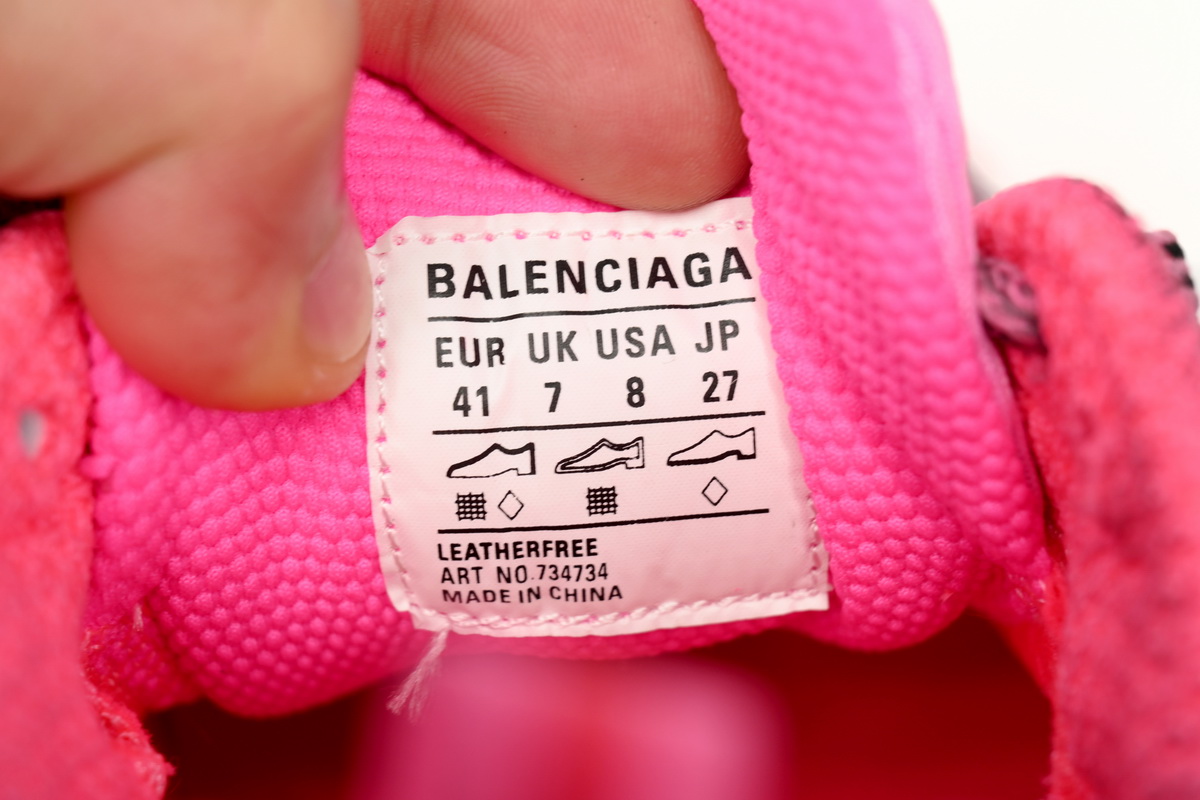 BALENCIAGA
EUR UK USA JP
41 7 8 27
LEATHERFREE
ART NO.734734
MADE IN CHINA